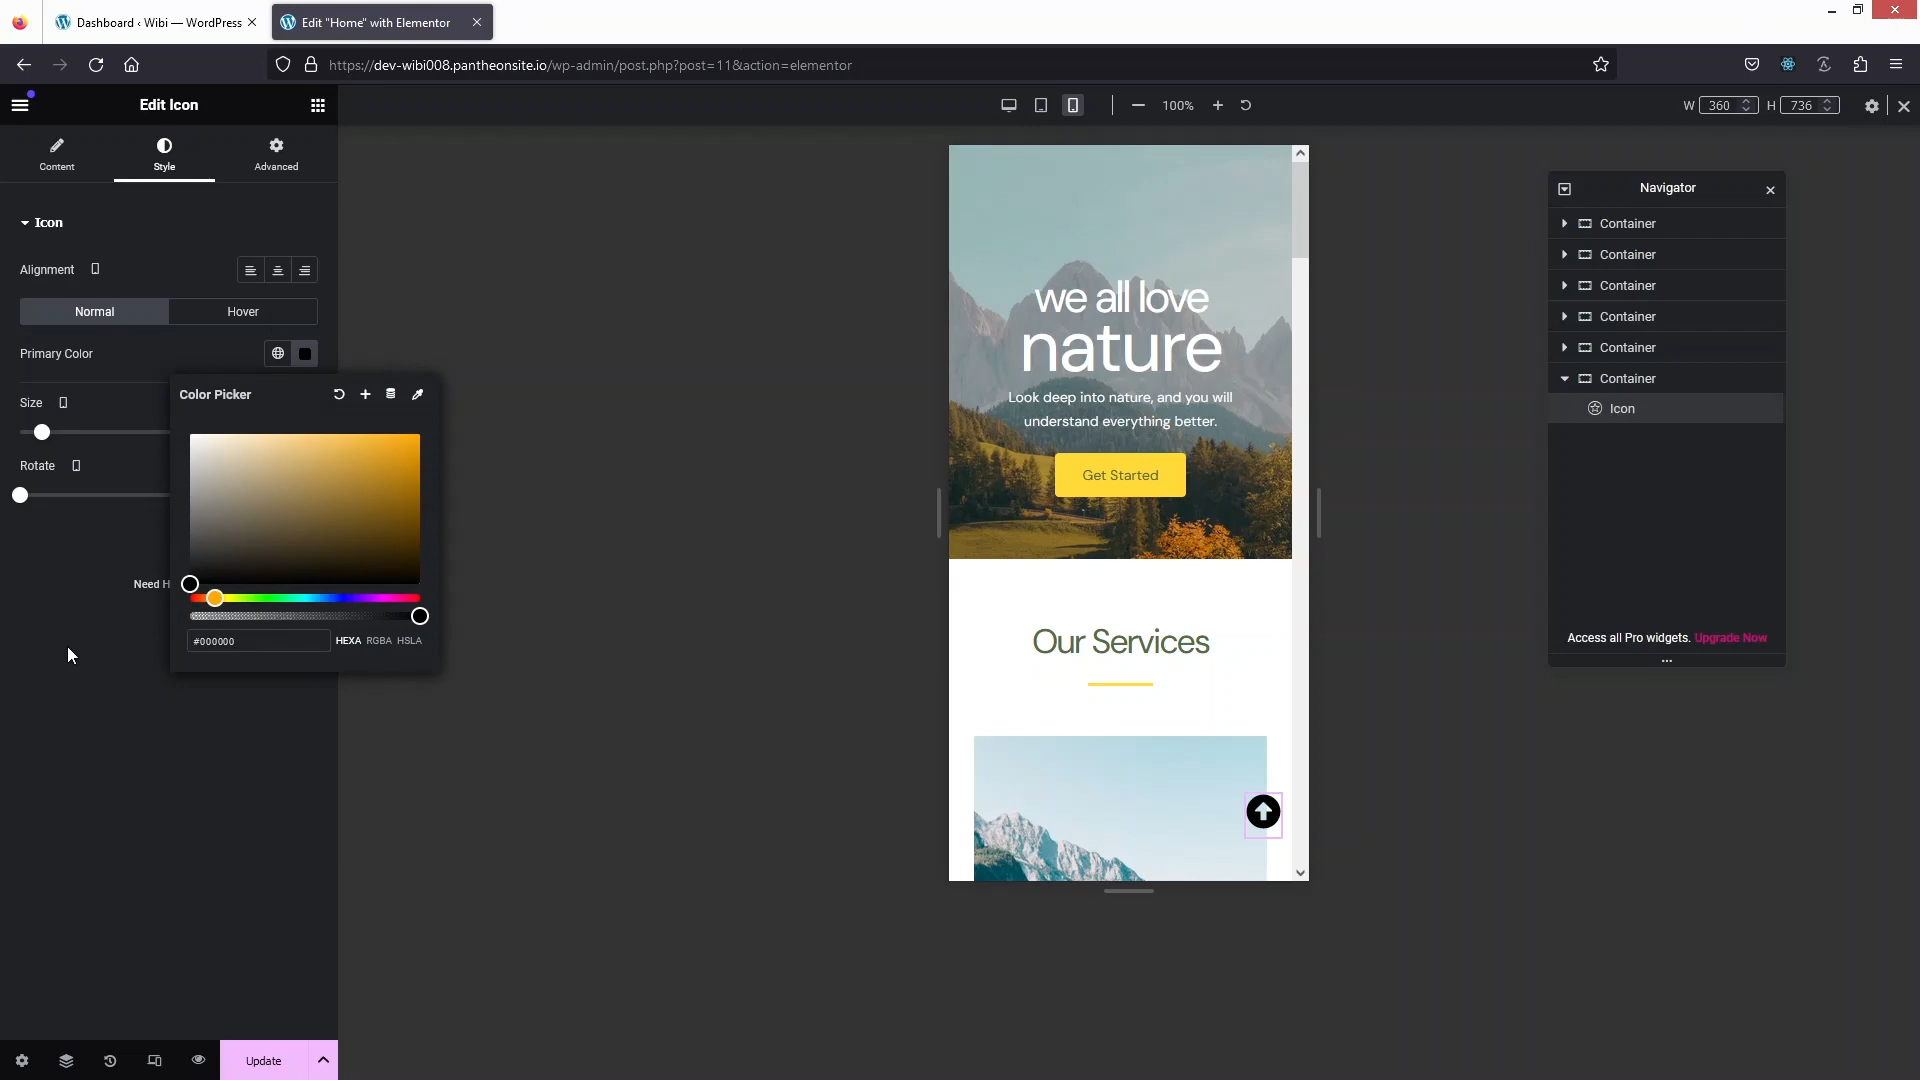 Dashboard ‹ Wibi — WordPress
Edit "Home" with Elementor
https://dev-wibi008.pantheonsite.io/wp-admin/post.php?post=11&action=elementor
Edit Icon
100%
W 360 H 736
Content Style Advanced
Icon
Alignment
Normal Hover
Primary Color
Color Picker
Size
Rotate
Need H
#000000 HEXA RGBA HSLA
Update
we all love
nature
Look deep into nature, and you will
understand everything better.
Get Started
Our Services
Navigator
Container
Container
Container
Container
Container
Container
Icon
Access all Pro widgets. Upgrade Now